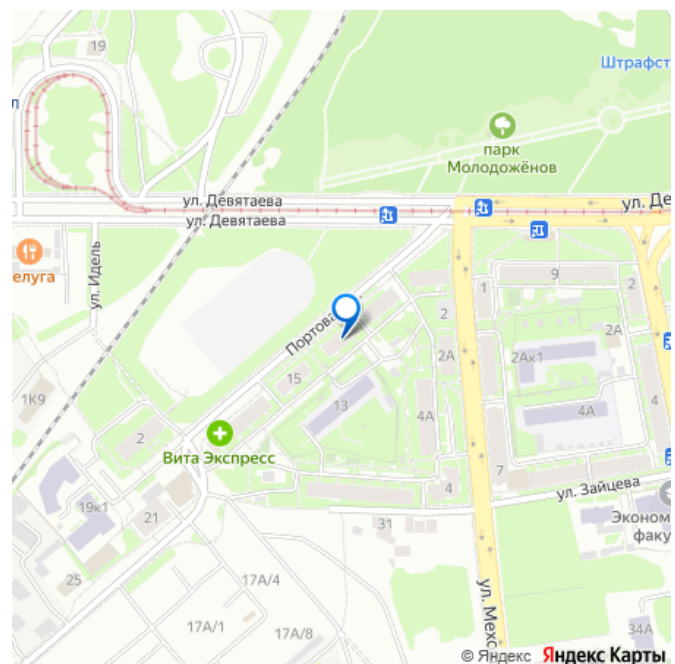 19
Штрафст
парк
Молодожёнов
л
ул. Девятаева
ул. Девятаева
ул. Де
елуга
ул. Идель
Портова
9
1
2
2
2А
2Ак1
2А
15
13
4А
4А
4
1К9
2
Вита Экспресс
7
4
ул. Зайцева
19к1
21
31
Эконом
факу
25
17А/4
17А/1
17А/8
ул. Мехо
34А
© Яндекс Яндекс Карты